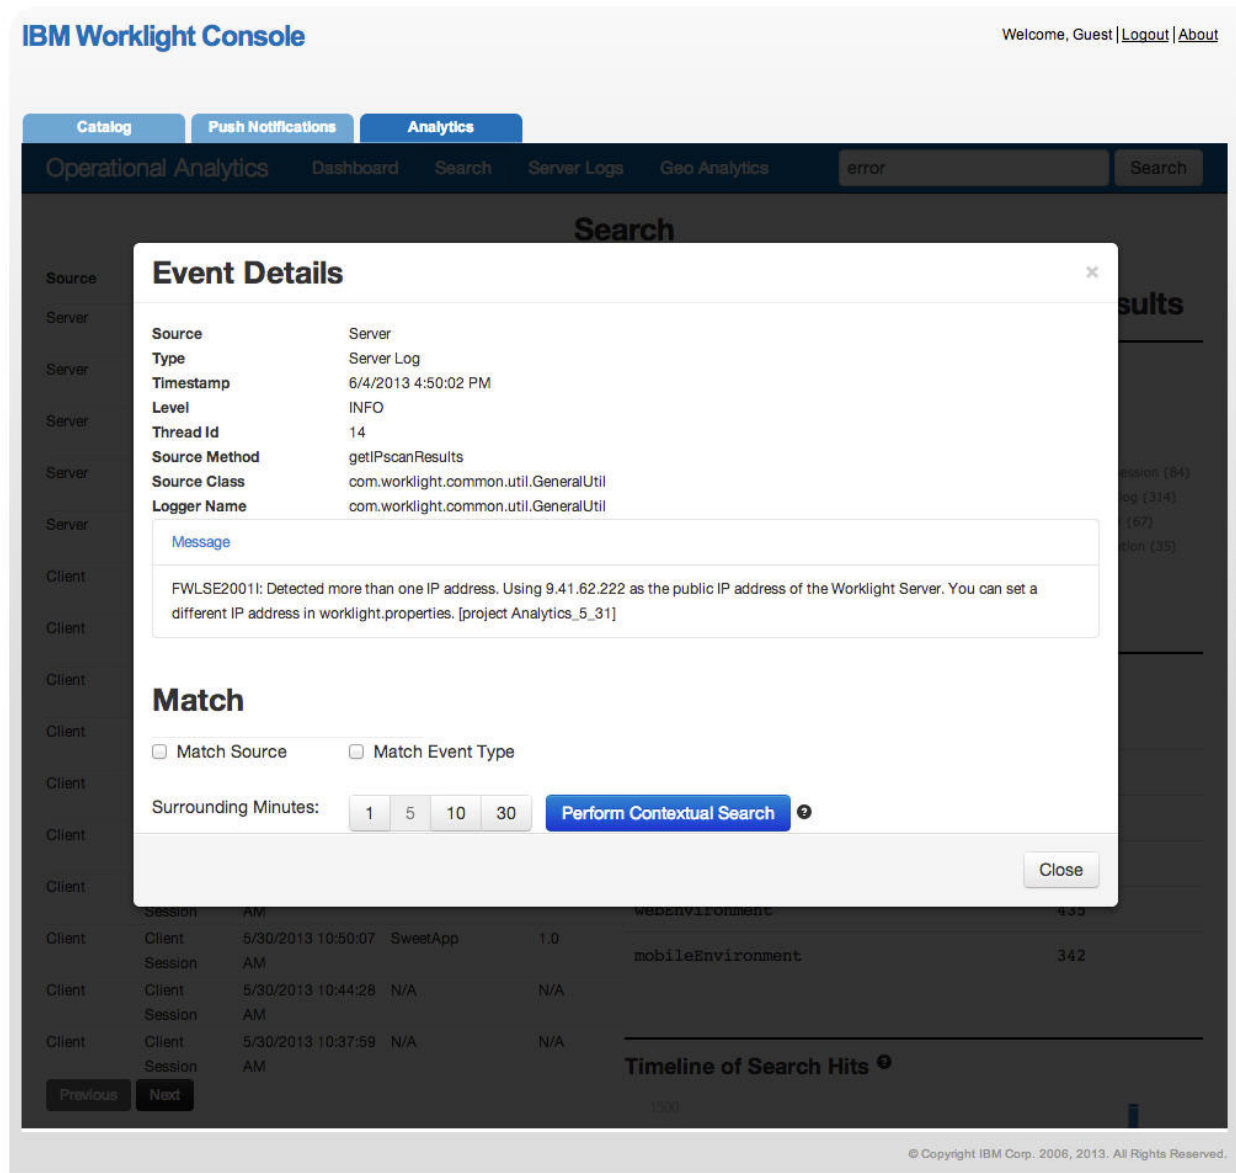 IBM Worklight Console
Welcome, Guest | Logout | About
Catalog Push Notifications Analytics
Operational Analytics Dashboard Search Server Logs Geo Analytics error Search
Search
Event Details ×
Source
Server
Server
Server
Server
Server
Client
Client
Client
Client
Client
Client
Client
sults
ession (84)
log (314)
(67)
tion (35)
Source Server
Type Server Log
Timestamp 6/4/2013 4:50:02 PM
Level INFO
Thread Id 14
Source Method getIPscanResults
Source Class com.worklight.common.util.GeneralUtil
Logger Name com.worklight.common.util.GeneralUtil
Message
FWLSE2001I: Detected more than one IP address. Using 9.41.62.222 as the public IP address of the Worklight Server. You can set a
different IP address in worklight.properties. [project Analytics_5_31]
Match
Match Source Match Event Type
Surrounding Minutes: 1 5 10 30 Perform Contextual Search ?
Close
Session AM
webEnvironment 435
Client Client 5/30/2013 10:50:07 SweetApp 1.0
Session AM
mobileEnvironment 342
Client Client 5/30/2013 10:44:28 N/A N/A
Session AM
Client Client 5/30/2013 10:37:59 N/A N/A
Session AM
Timeline of Search Hits ?
Previous Next
1500
© Copyright IBM Corp. 2006, 2013. All Rights Reserved.